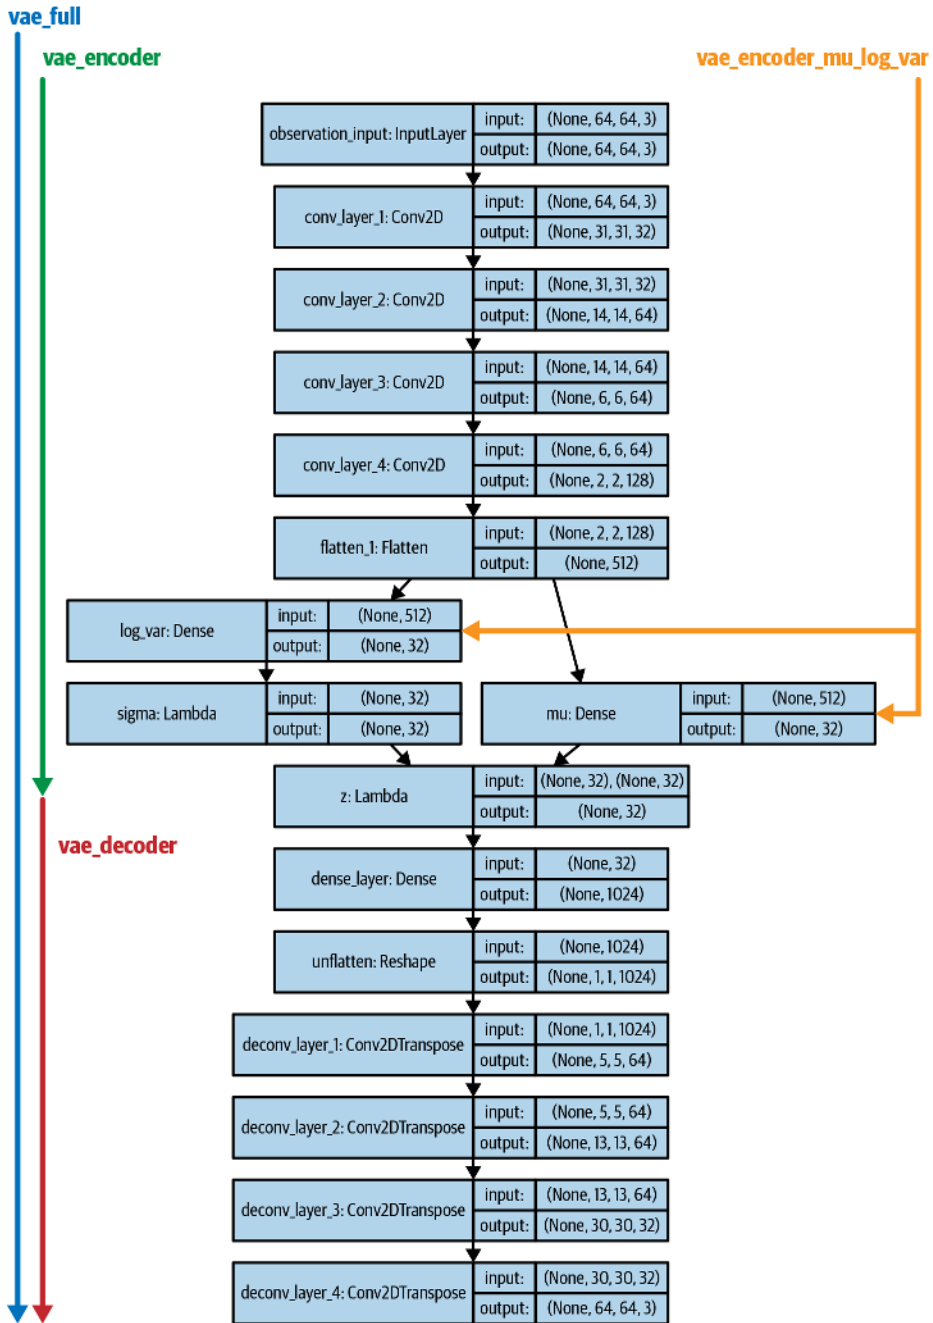 vae_full
vae_encoder
vae_encoder_mu_log_var
observation_input: InputLayer
input: (None, 64, 64, 3)
output: (None, 64, 64, 3)
conv_layer_1: Conv2D
input: (None, 64, 64, 3)
output: (None, 31, 31, 32)
conv_layer_2: Conv2D
input: (None, 31, 31, 32)
output: (None, 14, 14, 64)
conv_layer_3: Conv2D
input: (None, 14, 14, 64)
output: (None, 6, 6, 64)
conv_layer_4: Conv2D
input: (None, 6, 6, 64)
output: (None, 2, 2, 128)
flatten_1: Flatten
input: (None, 2, 2, 128)
output: (None, 512)
log_var: Dense
input: (None, 512)
output: (None, 32)
sigma: Lambda
input: (None, 32)
output: (None, 32)
mu: Dense
input: (None, 512)
output: (None, 32)
z: Lambda
input: (None, 32), (None, 32)
output: (None, 32)
vae_decoder
dense_layer: Dense
input: (None, 32)
output: (None, 1024)
unflatten: Reshape
input: (None, 1024)
output: (None, 1, 1, 1024)
deconv_layer_1: Conv2DTranspose
input: (None, 1, 1, 1024)
output: (None, 5, 5, 64)
deconv_layer_2: Conv2DTranspose
input: (None, 5, 5, 64)
output: (None, 13, 13, 64)
deconv_layer_3: Conv2DTranspose
input: (None, 13, 13, 64)
output: (None, 30, 30, 32)
deconv_layer_4: Conv2DTranspose
input: (None, 30, 30, 32)
output: (None, 64, 64, 3)